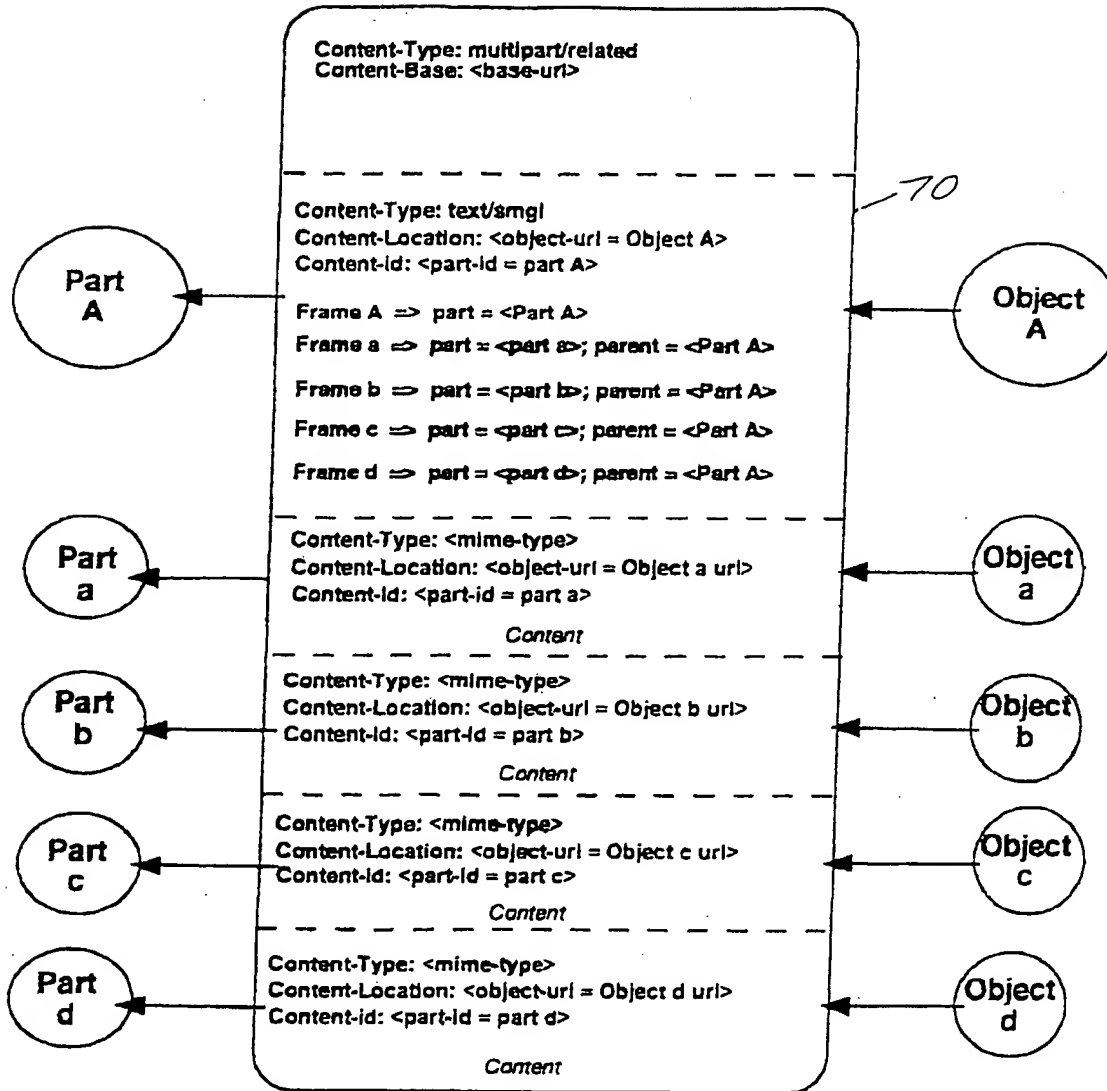 Content-Type: multipart/related
Content-Base: <base-url>
70
Content-Type: text/smgl
Content-Location: <object-url = Object A>
Content-id: <part-id = part A>
Part
A
Object
A
Frame A => part = <Part A>
Frame a => part = <part a>; parent = <Part A>
Frame b => part = <part b>; parent = <Part A>
Frame c => part = <part c>; parent = <Part A>
Frame d => part = <part d>; parent = <Part A>
Part
a
Content-Type: <mime-type>
Content-Location: <object-url = Object a url>
Content-id: <part-id = part a>
Content
Object
a
Part
b
Content-Type: <mime-type>
Content-Location: <object-url = Object b url>
Content-id: <part-id = part b>
Content
Object
b
Part
c
Content-Type: <mime-type>
Content-Location: <object-url = Object c url>
Content-id: <part-id = part c>
Content
Object
c
Part
d
Content-Type: <mime-type>
Content-Location: <object-url = Object d url>
Content-id: <part-id = part d>
Content
Object
d